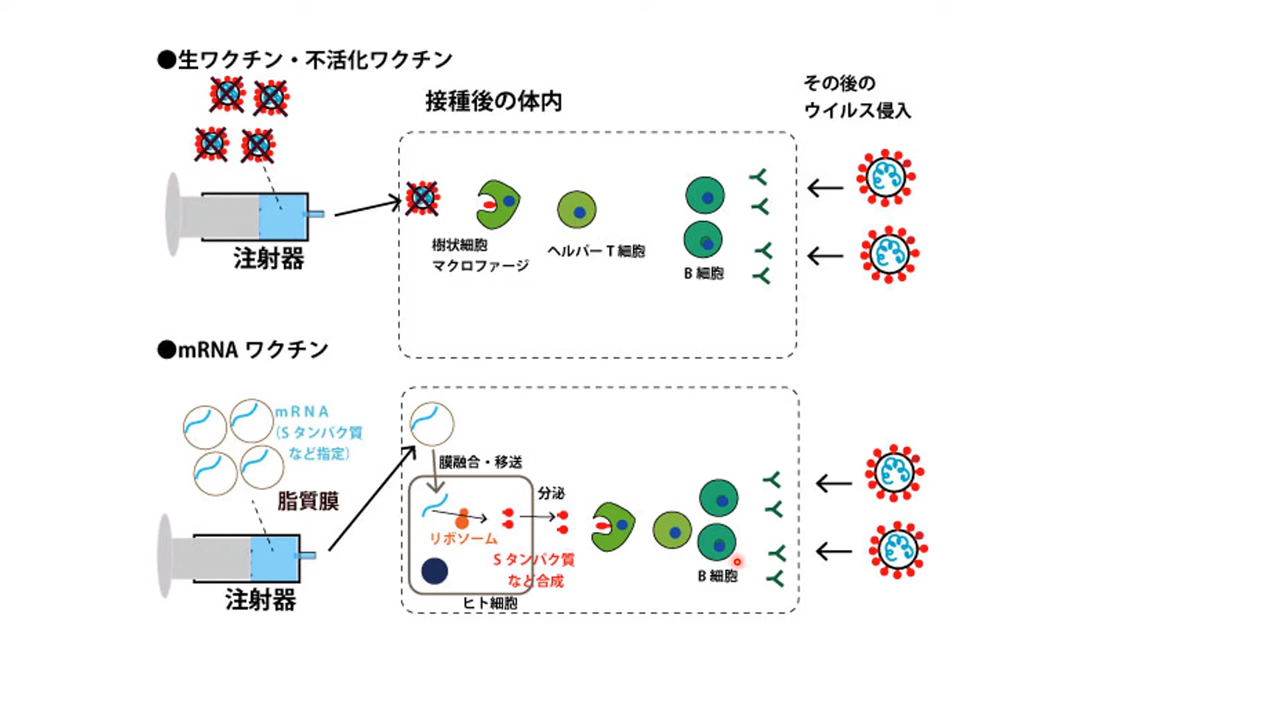 ●生ワクチン・不活化ワクチン
接種後の体内
その後の
ウイルス侵入
注射器
樹状細胞
マクロファージ
ヘルパーT細胞
B細胞
●mRNAワクチン
mRNA
(Sタンパク質
など指定)
脂質膜
注射器
膜融合・移送
分泌
リボソーム
Sタンパク質
など合成
B細胞
ヒト細胞